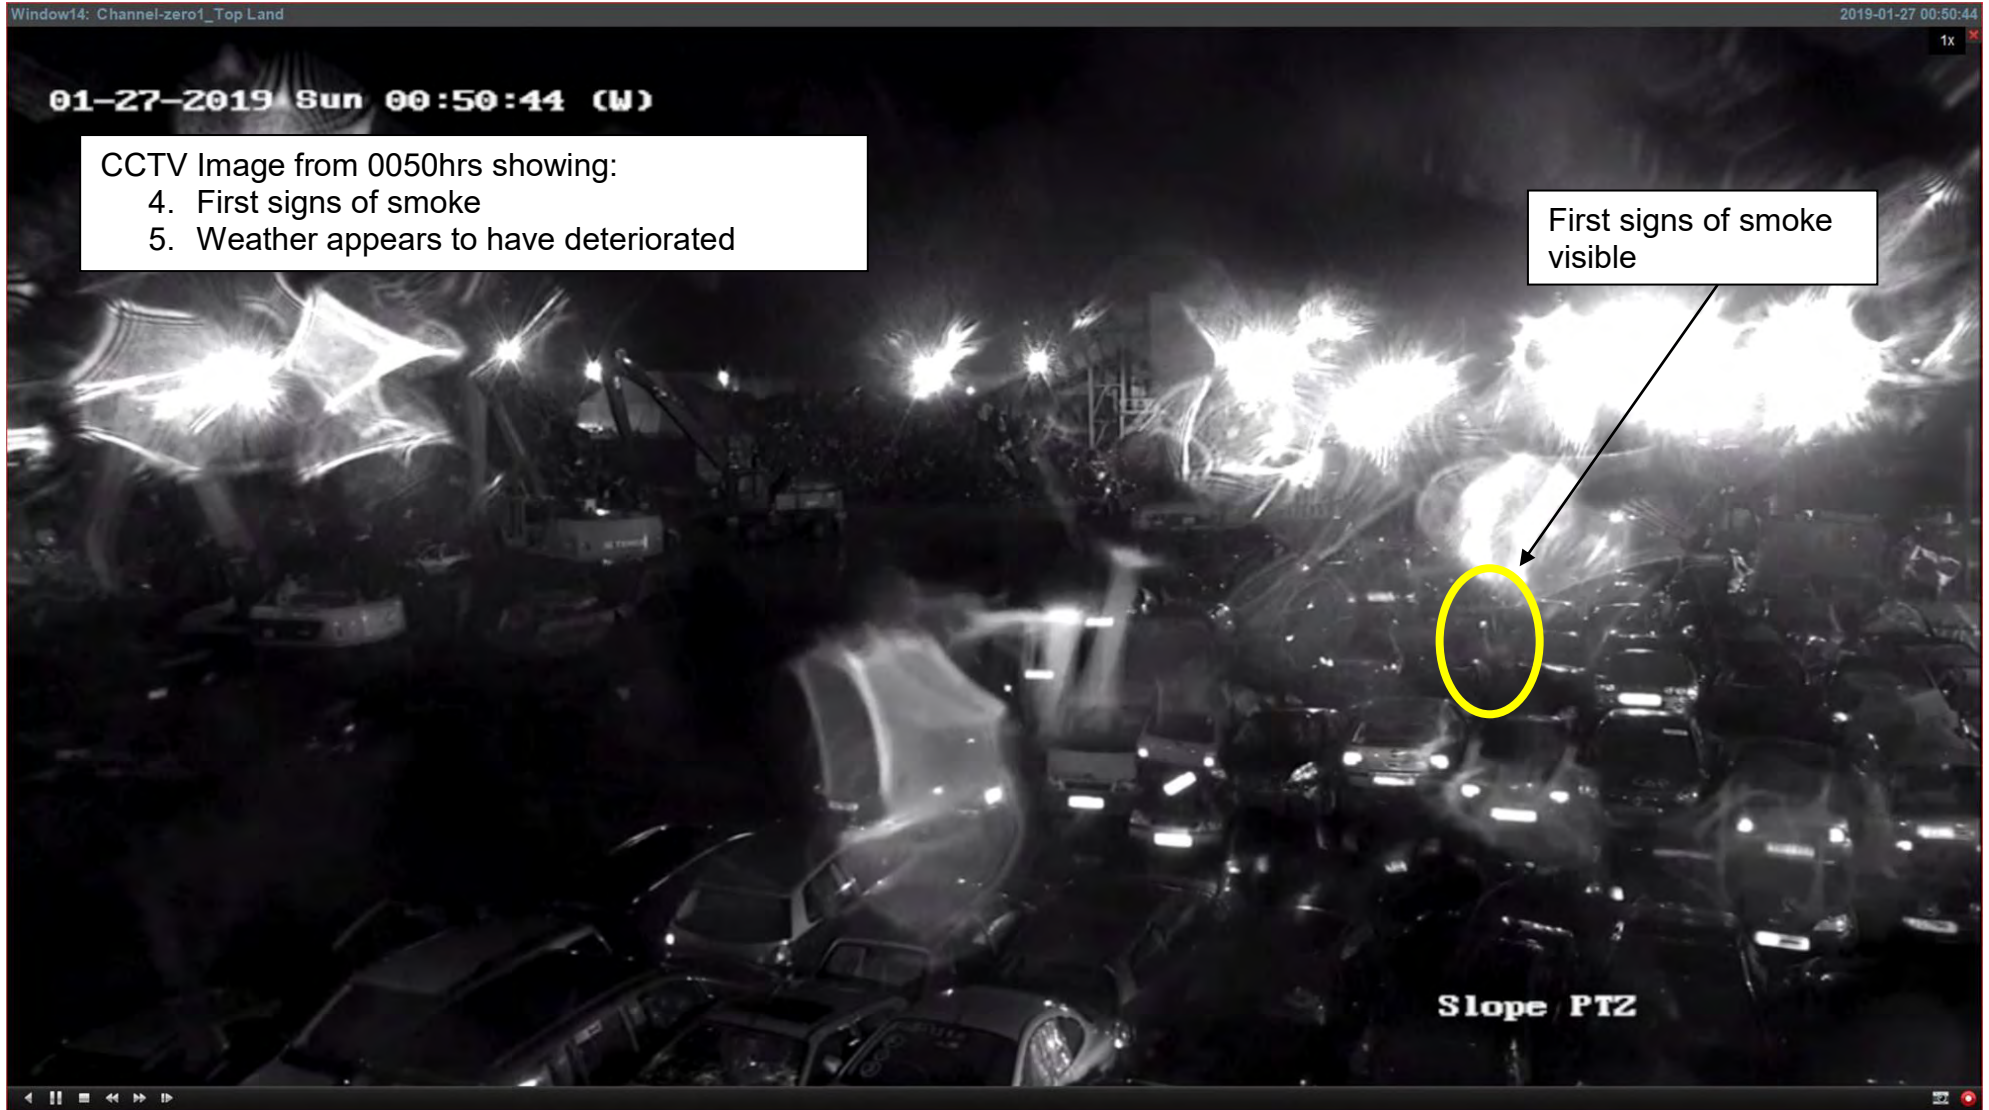 Window14: Channel-zero1_Top Land
2019-01-27 00:50:44
1x
01-27-2019 Sun 00:50:44 (W)
CCTV Image from 0050hrs showing:
4. First signs of smoke
5. Weather appears to have deteriorated
First signs of smoke
visible
Slope PTZ